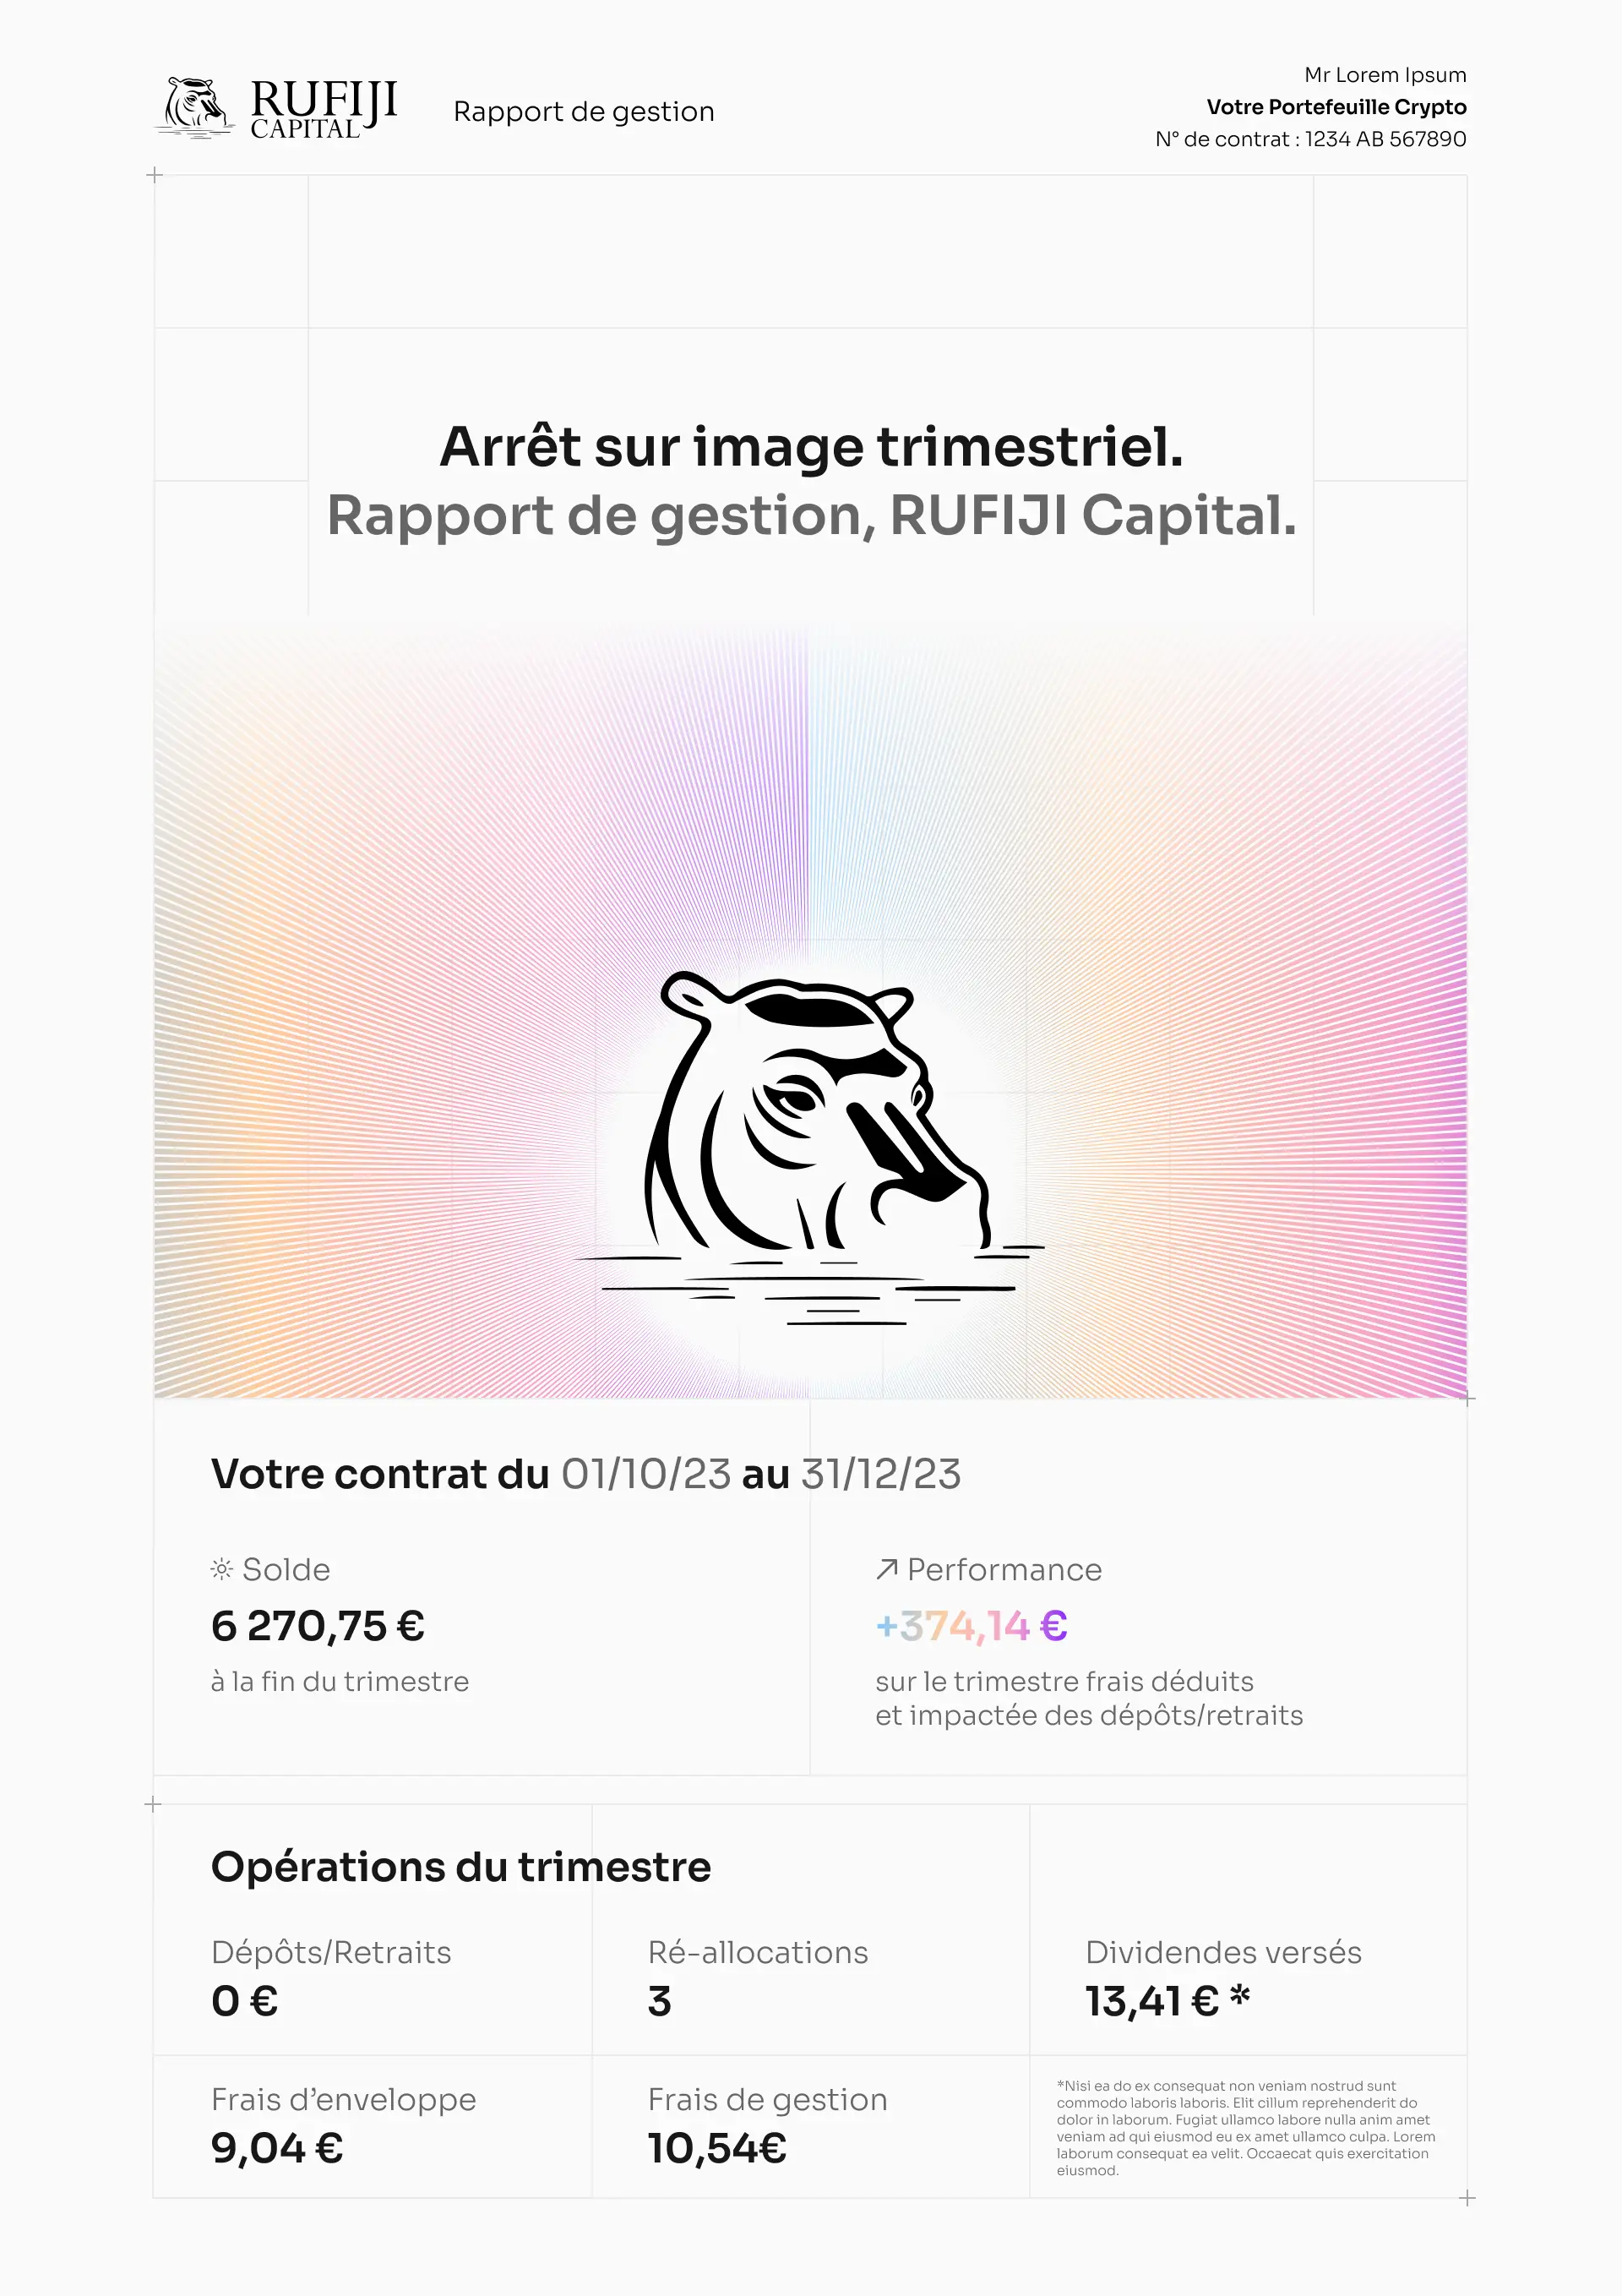 RUFIJI
CAPITAL
Rapport de gestion
Mr Lorem Ipsum
Votre Portefeuille Crypto
N° de contrat : 1234 AB 567890
Arrêt sur image trimestriel.
Rapport de gestion, RUFIJI Capital.
Votre contrat du 01/10/23 au 31/12/23
Solde
6 270,75 €
à la fin du trimestre
Performance
+374,14 €
sur le trimestre frais déduits
et impactée des dépôts/retraits
Opérations du trimestre
Dépôts/Retraits
0 €
Ré-allocations
3
Dividendes versés
13,41 € *
Frais d’enveloppe
9,04 €
Frais de gestion
10,54€
*Nisi ea do ex consequat non veniam nostrud sunt
commodo laboris laboris. Elit cillum reprehenderit do
dolor in laborum. Fugiat ullamco labore nulla anim amet
veniam ad qui eiusmod eu ex amet ullamco culpa. Lorem
laborum consequat ea velit. Occaecat quis exercitation
eiusmod.